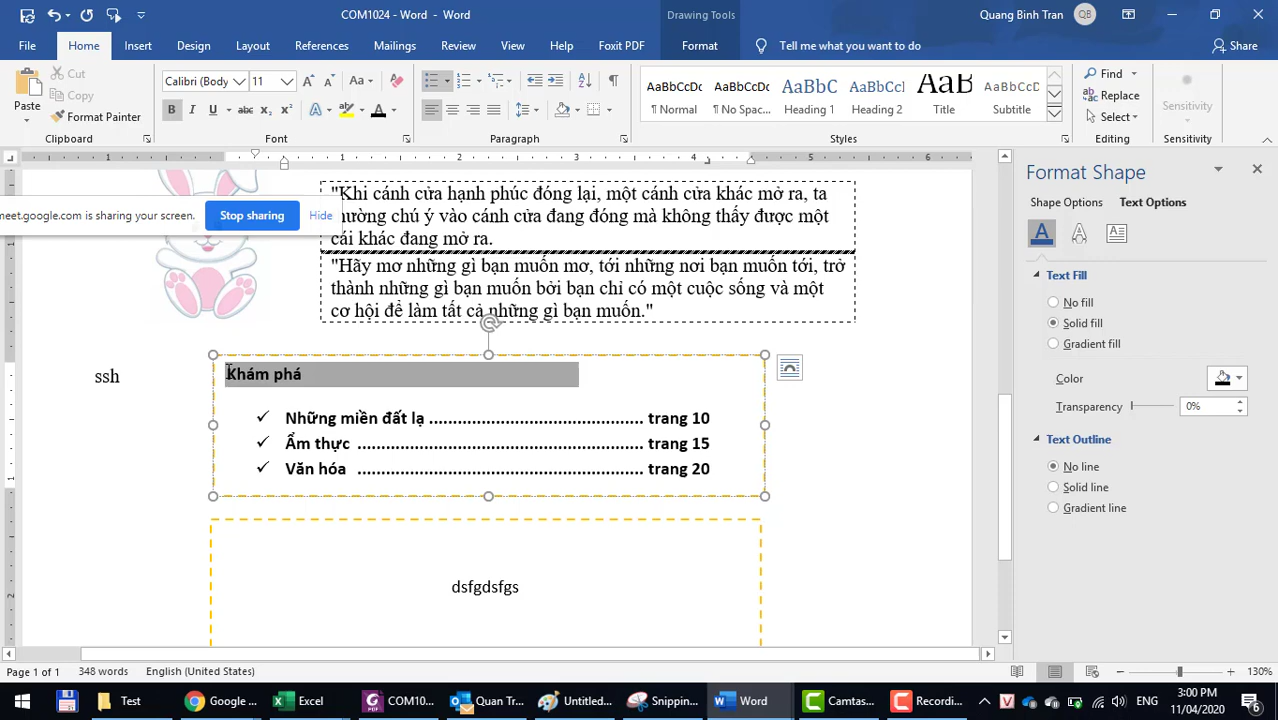 COM1024 - Word - Word
Drawing Tools
Quang Binh Tran
QB
File
Home
Insert
Design
Layout
References
Mailings
Review
View
Help
Foxit PDF
Format
Tell me what you want to do
Share
Paste
Cut
Copy
Format Painter
Clipboard
Calibri (Body
11
Aa
B
I
U
abc
A
A
Font
Paragraph
AaBbCcDc
AaBbCcDc
AaBbC
AaBbCcI
AaB
AaBbCcDc
¶ Normal
¶ No Spac...
Heading 1
Heading 2
Title
Subtitle
Styles
Find
Replace
Select
Editing
Sensitivity
Sensitivity
meet.google.com is sharing your screen.
Stop sharing
Hide
"Khi cánh cửa hạnh phúc đóng lại, một cánh cửa khác mở ra, ta
thường chú ý vào cánh cửa đang đóng mà không thấy được một
cái khác đang mở ra.
"Hãy mơ những gì bạn muốn mơ, tới những nơi bạn muốn tới, trở
thành những gì bạn muốn bởi bạn chỉ có một cuộc sống và một
cơ hội để làm tất cả những gì bạn muốn."
ssh
Khám phá
✓ Những miền đất lạ ............................................. trang 10
✓ Ẩm thực ............................................................ trang 15
✓ Văn hóa ............................................................ trang 20
dsfgdsfgs
Format Shape
Shape Options
Text Options
Text Fill
No fill
Solid fill
Gradient fill
Color
Transparency
0%
Text Outline
No line
Solid line
Gradient line
Page 1 of 1
348 words
English (United States)
130%
Test
Google ...
Excel
COM10...
Quan Tr...
Untitled...
Snippin...
Word
Camtas...
Recordi...
ENG
3:00 PM
11/04/2020
6